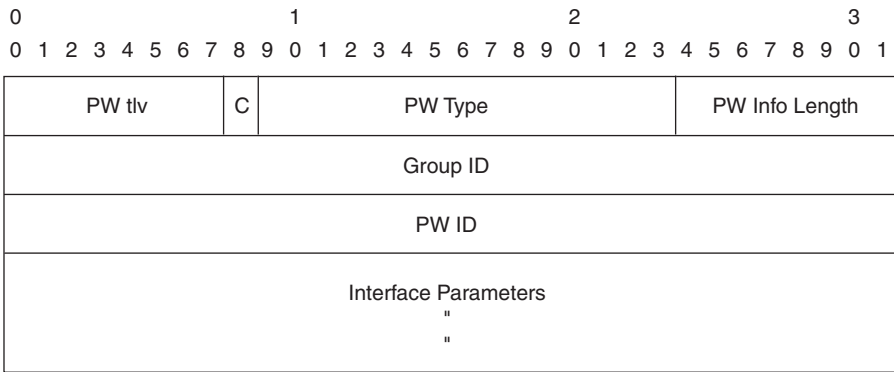 0 1 2 3
0 1 2 3 4 5 6 7 8 9 0 1 2 3 4 5 6 7 8 9 0 1 2 3 4 5 6 7 8 9 0 1
PW tlv C PW Type PW Info Length
Group ID
PW ID
Interface Parameters
"
"